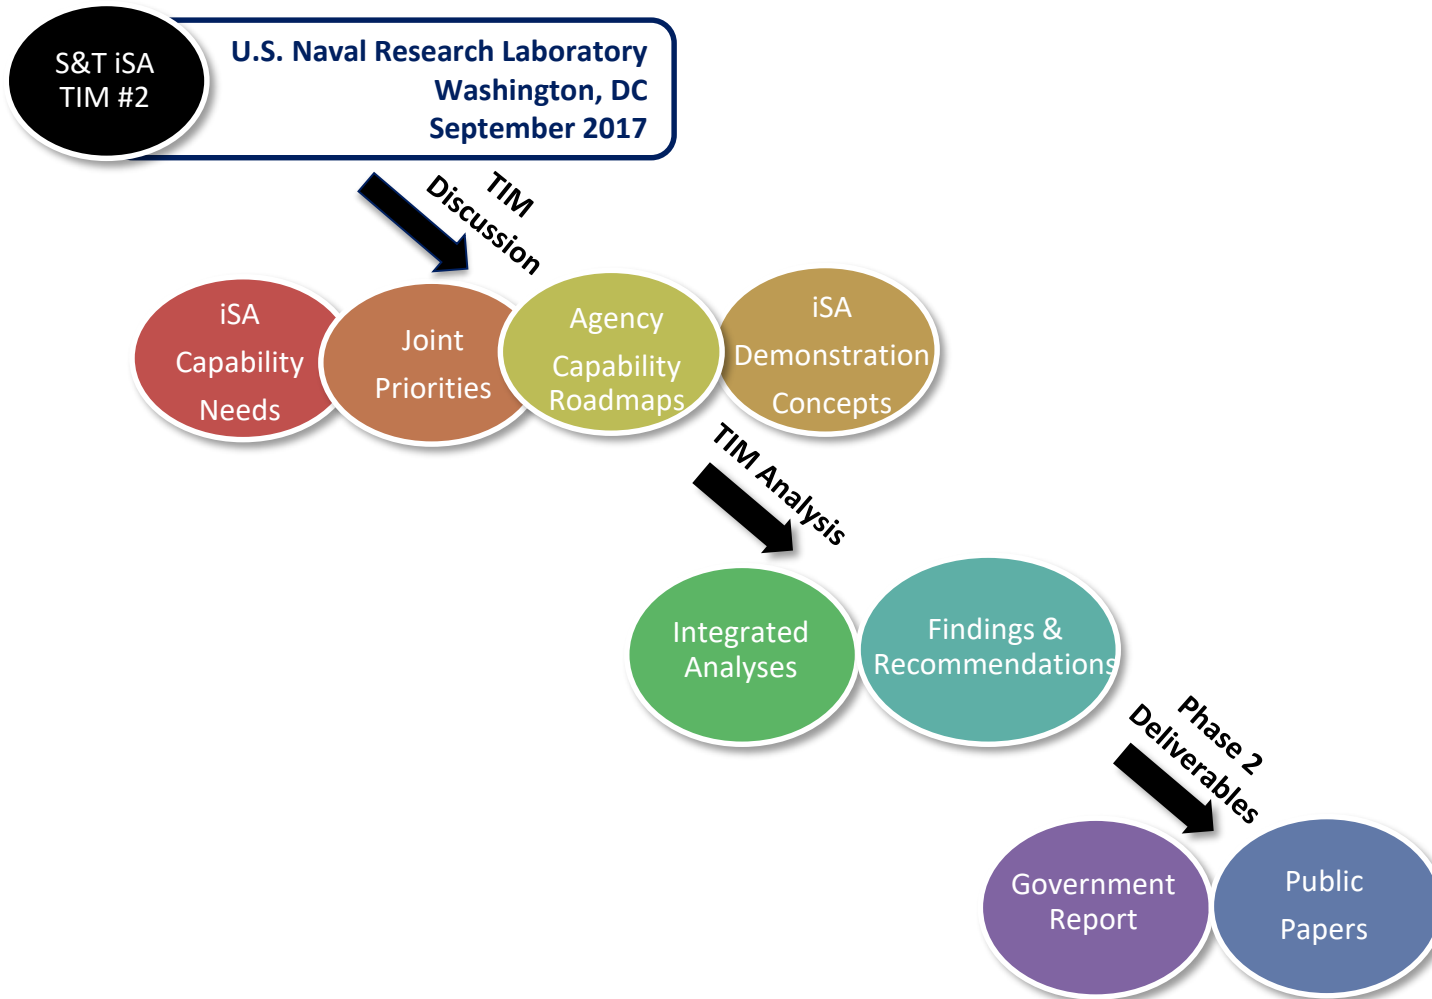 S&T iSA
TIM #2
U.S. Naval Research Laboratory
Washington, DC
September 2017
TIM
Discussion
iSA
Capability
Needs
Joint
Priorities
Agency
Capability
Roadmaps
iSA
Demonstration
Concepts
TIM Analysis
Integrated
Analyses
Findings &
Recommendations
Phase 2
Deliverables
Government
Report
Public
Papers